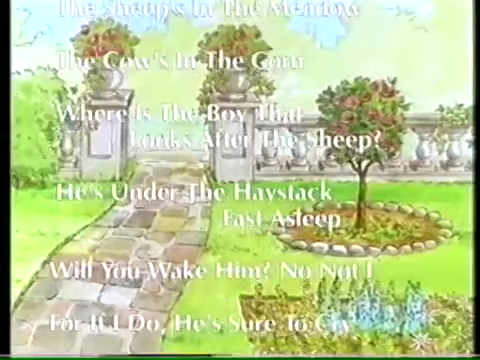 The Sheep's In The Meadow
The Cow's In The Corn
Where Is The Boy That
Looks After The Sheep?
He's Under The Haystack
Fast Asleep
Will You Wake Him? No Not I
For If I Do, He's Sure To Cry